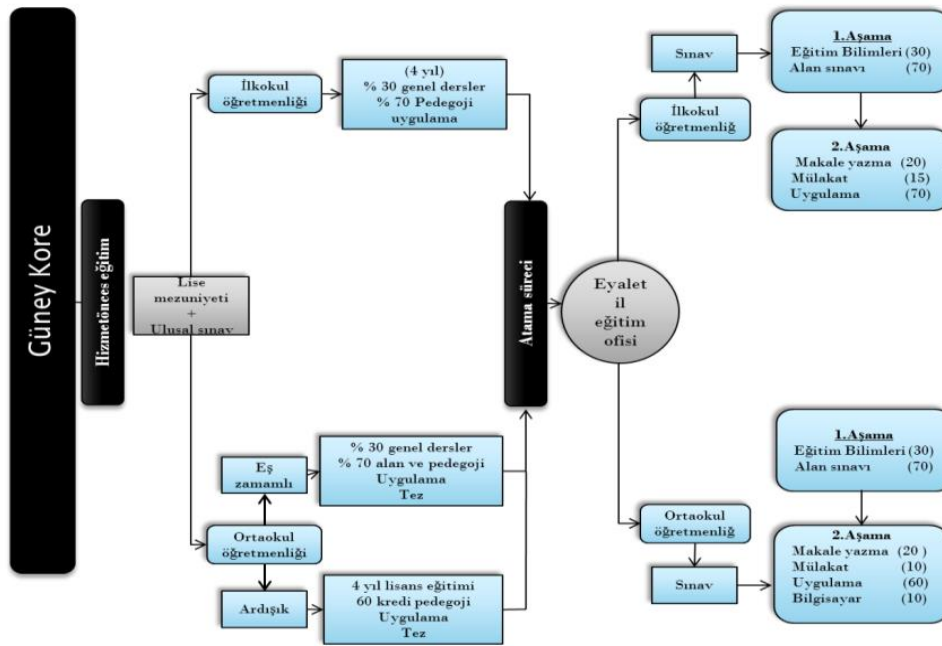 Güney Kore
Hizmetönces eğitim
Lise
mezuniyeti
+
Ulusal sınav
İlkokul
öğretmenliği
(4 yıl)
% 30 genel dersler
% 70 Pedegoji
uygulama
Eş
zamanlı
% 30 genel dersler
% 70 alan ve pedegoji
Uygulama
Tez
Ortaokul
öğretmenliği
Ardışık
4 yıl lisans eğitimi
60 kredi pedegoji
Uygulama
Tez
Atama süreci
Eyalet
il
eğitim
ofisi
Sınav
İlkokul
öğretmenliğ
1.Aşama
Eğitim Bilimleri (30)
Alan sınavı (70)
2.Aşama
Makale yazma (20)
Mülakat (15)
Uygulama (70)
Ortaokul
öğretmenliğ
Sınav
1.Aşama
Eğitim Bilimleri (30)
Alan sınavı (70)
2.Aşama
Makale yazma (20 )
Mülakat (10)
Uygulama (60)
Bilgisayar (10)